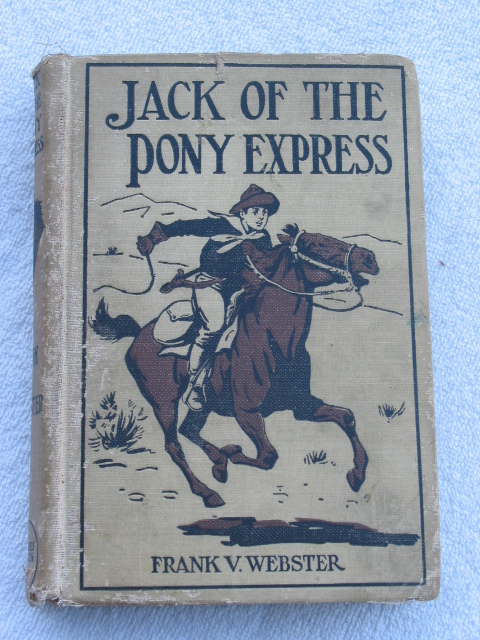 JACK OF THE
PONY EXPRESS
FRANK V. WEBSTER